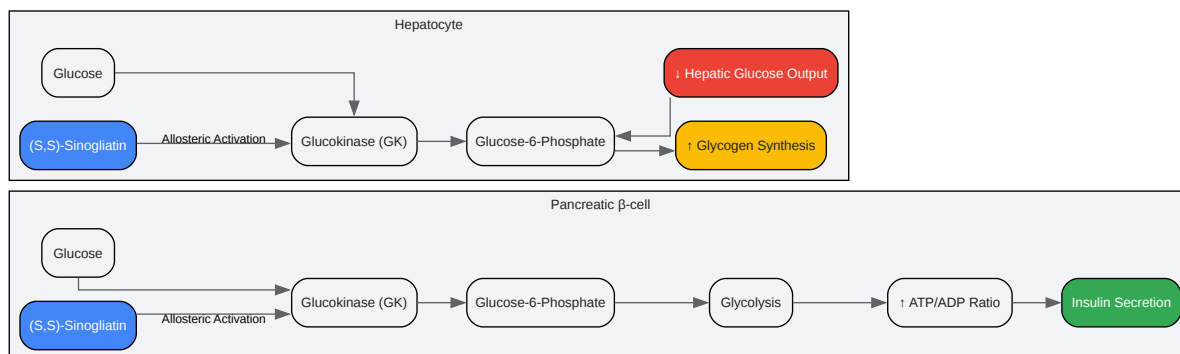 Hepatocyte
Glucose
↓ Hepatic Glucose Output
(S,S)-Sinogliatin
Allosteric Activation
Glucokinase (GK)
Glucose-6-Phosphate
↑ Glycogen Synthesis
Pancreatic β-cell
Glucose
(S,S)-Sinogliatin
Allosteric Activation
Glucokinase (GK)
Glucose-6-Phosphate
Glycolysis
↑ ATP/ADP Ratio
Insulin Secretion